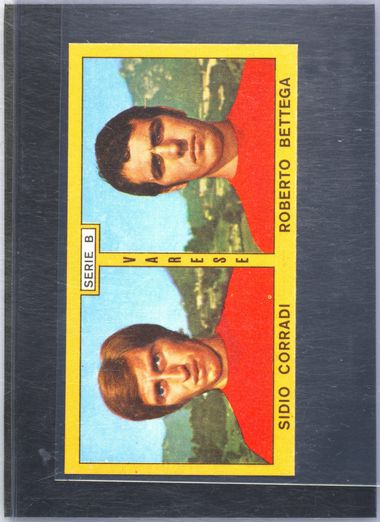 SERIE B
VARESE
SIDIO CORRADI
ROBERTO BETTEGA